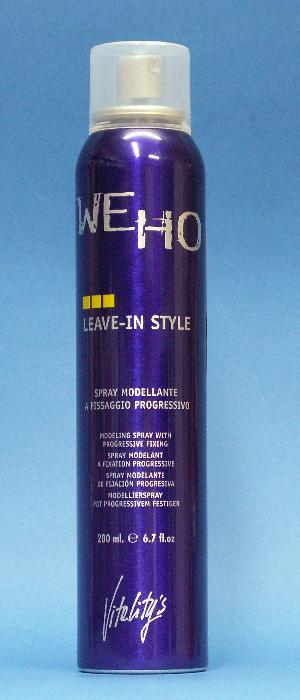 WEHO
LEAVE-IN STYLE
SPRAY MODELLANTE
A FISSAGGIO PROGRESSIVO
MODELING SPRAY WITH
PROGRESSIVE FIXING
SPRAY MODELANT
A FIXATION PROGRESSIVE
SPRAY MODELANTE
DE FIJACIÓN PROGRESIVA
MODELLIERSPRAY
MIT PROGRESSIVEM FESTIGER
200 ml. ℮ 6.7 fl.oz
Vitality's